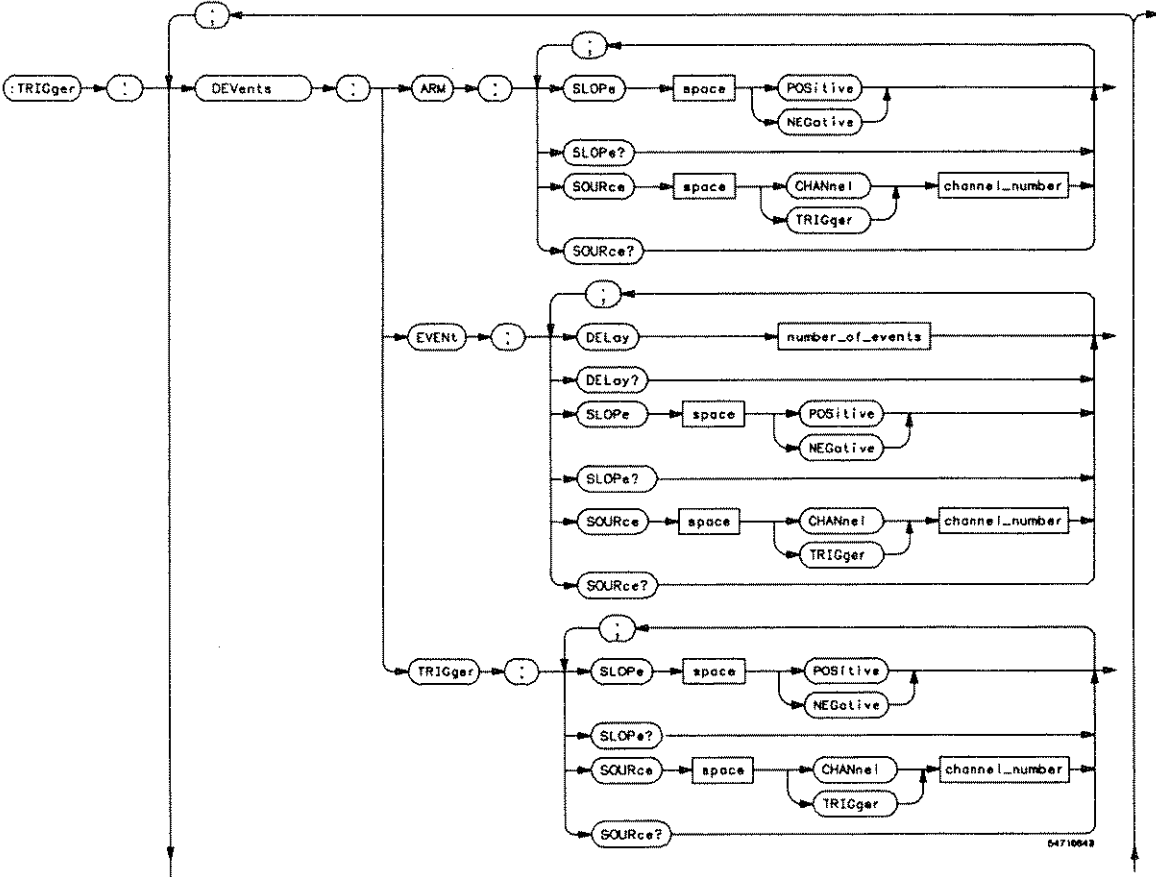 ;
;
:TRIGger : DEVents : ARM : SLOPe space POSitive
NEGative
SLOPe?
SOURce space CHANnel channel_number
TRIGger
SOURce?
;
EVENt : DELay number_of_events
DELay?
SLOPe space POSitive
NEGative
SLOPe?
SOURce space CHANnel channel_number
TRIGger
SOURce?
;
TRIGger : SLOPe space POSitive
NEGative
SLOPe?
SOURce space CHANnel channel_number
TRIGger
SOURce?